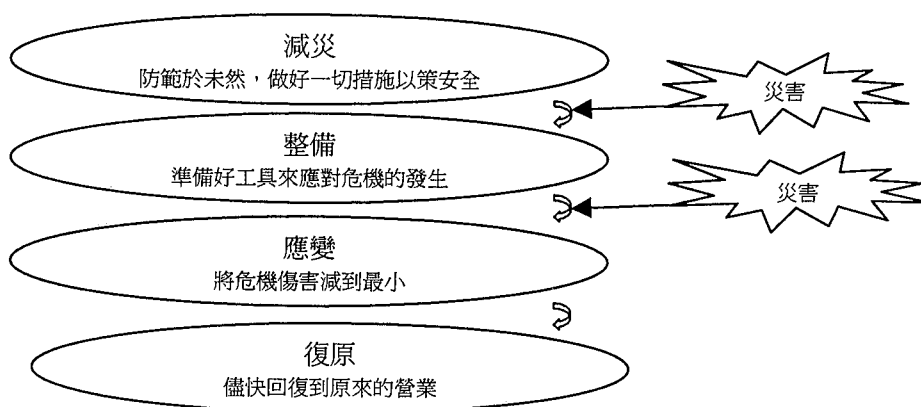 減災
防範於未然，做好一切措施以策安全
災害
整備
準備好工具來應對危機的發生
災害
應變
將危機傷害減到最小
復原
儘快回復到原來的營業